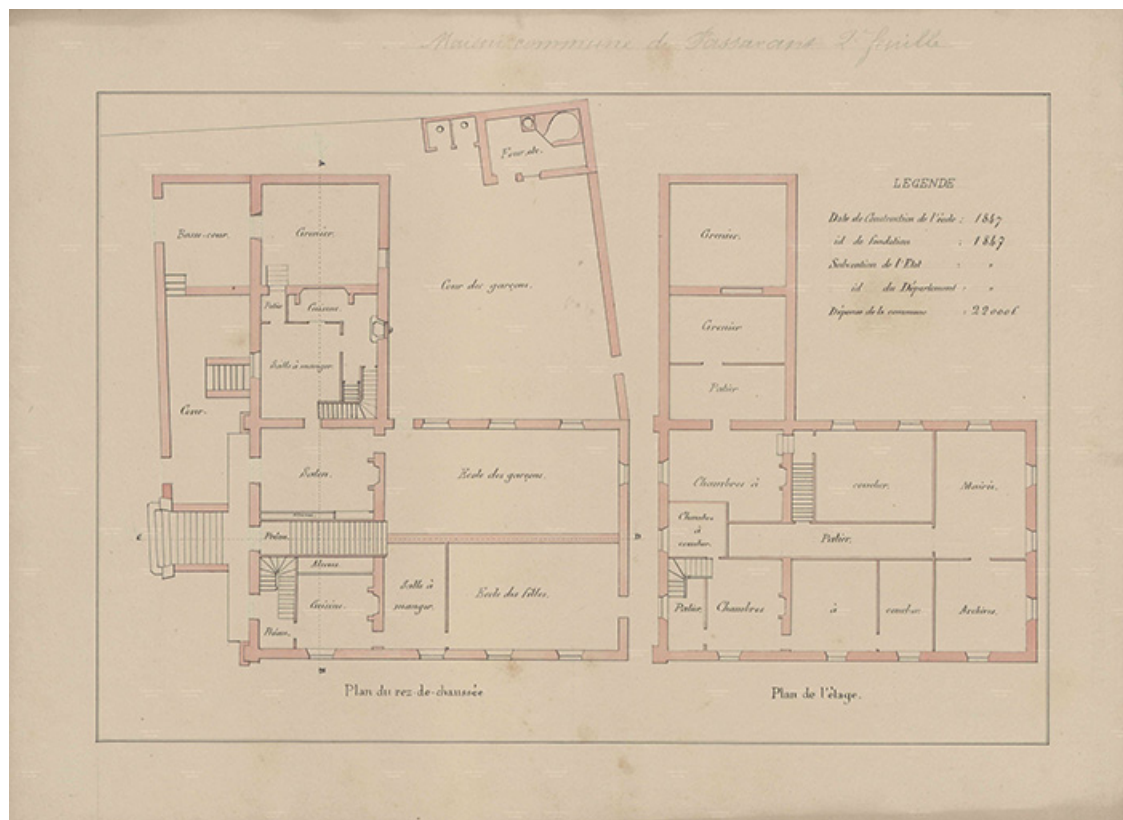 Maison commune de Passavant 2e feuille
LEGENDE
Date de Construction de l'école : 1847
id de fondation : 1847
Subvention de l'Etat : "
id du Département : "
Dépense de la commune : 22000f
Four, etc.
Basse-cour.
Grenier.
Cour des garçons.
Palier
Cuisine.
Salle à manger.
Cour.
Salon.
Ecole des garçons.
Palier.
Alcove.
Cuisine.
Salle à
manger.
Ecole des filles.
Plan du rez-de-chaussée
Grenier.
Grenier
Palier
Chambres à
coucher.
Mairie.
Chambre
à
coucher.
Palier.
Palier
Chambres
à
coucher
Archives.
Plan de l'étage.